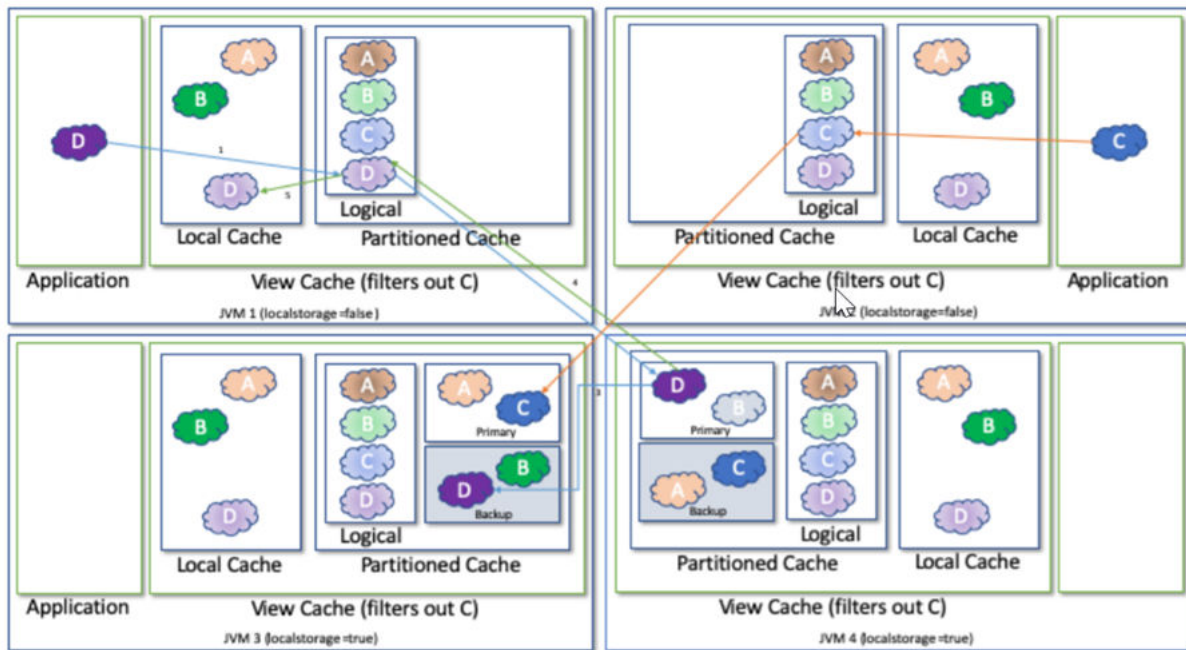 A
B
D
D
1
5
A
B
C
D
Logical
Local Cache
Partitioned Cache
Application
View Cache (filters out C)
JVM 1 (localstorage=false)
4
A
B
C
D
Logical
A
B
D
C
Partitioned Cache
Local Cache
View Cache (filters out C)
Application
(localstorage=false)
A
B
D
A
B
C
D
Logical
A
C
Primary
B
D
Backup
Local Cache
Partitioned Cache
Application
View Cache (filters out C)
JVM 3 (localstorage=true)
3
D
B
Primary
C
A
Backup
A
B
C
D
Logical
A
B
D
Partitioned Cache
Local Cache
View Cache (filters out C)
JVM 4 (localstorage=true)